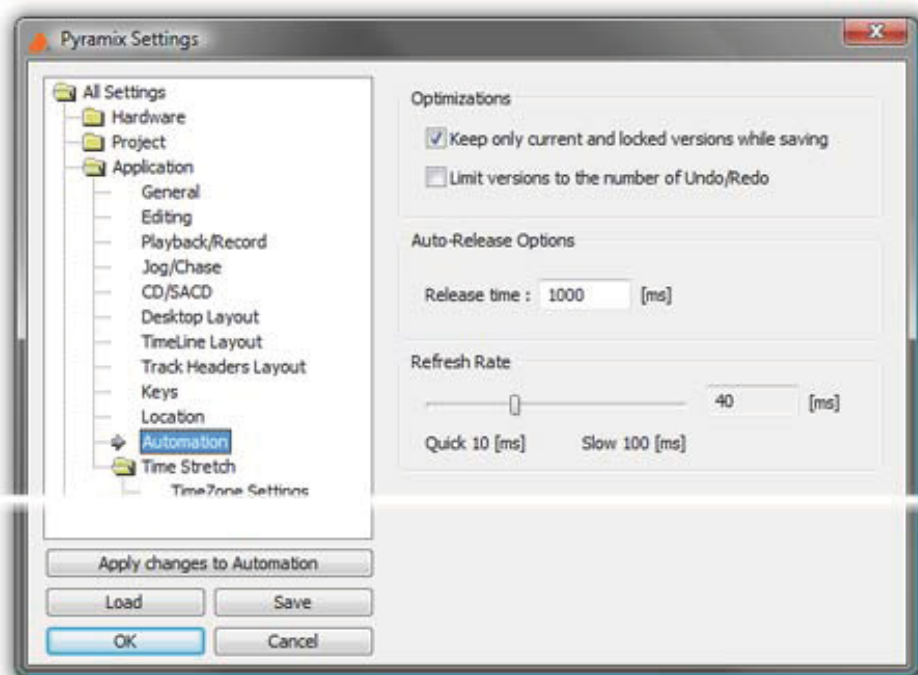 Pyramix Settings
All Settings
Hardware
Project
Application
General
Editing
Playback/Record
Jog/Chase
CD/SACD
Desktop Layout
TimeLine Layout
Track Headers Layout
Keys
Location
Automation
Time Stretch
TimeZone Settings
Apply changes to Automation
Load Save
OK Cancel
Optimizations
Keep only current and locked versions while saving
Limit versions to the number of Undo/Redo
Auto-Release Options
Release time : 1000 [ms]
Refresh Rate
40 [ms]
Quick 10 [ms] Slow 100 [ms]